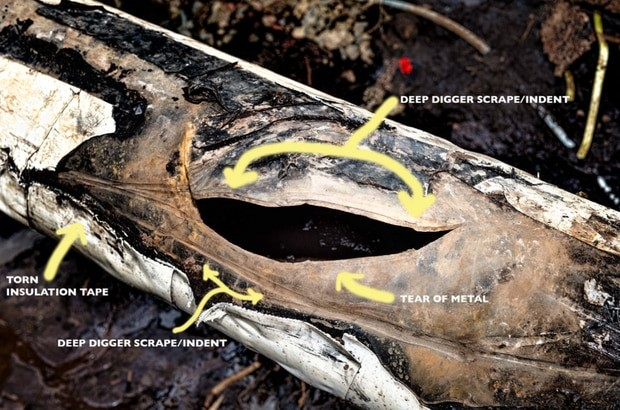 DEEP DIGGER SCRAPE/INDENT
TORN
INSULATION TAPE
TEAR OF METAL
DEEP DIGGER SCRAPE/INDENT